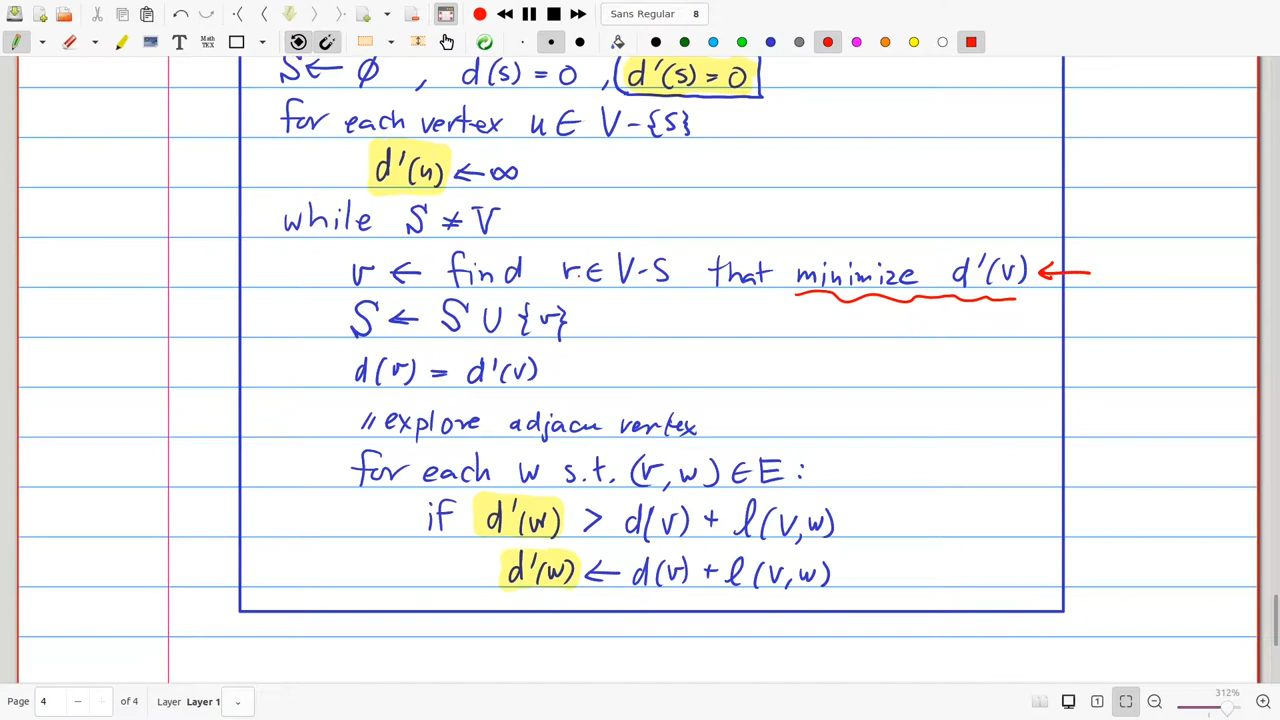 Sans Regular 8
S ← ∅ , d(s) = 0 , d'(s) = 0
for each vertex u ∈ V - {s}
d'(u) ← ∞
while S ≠ V
v ← find v ∈ V-S that minimize d'(v) ←
S ← S ∪ {v}
d(v) = d'(v)
// explore adjacu vertex
for each w s.t. (v, w) ∈ E :
if d'(w) > d(v) + l(v, w)
d'(w) ← d(v) + l(v, w)
Page 4 of 4 Layer Layer 1 312%